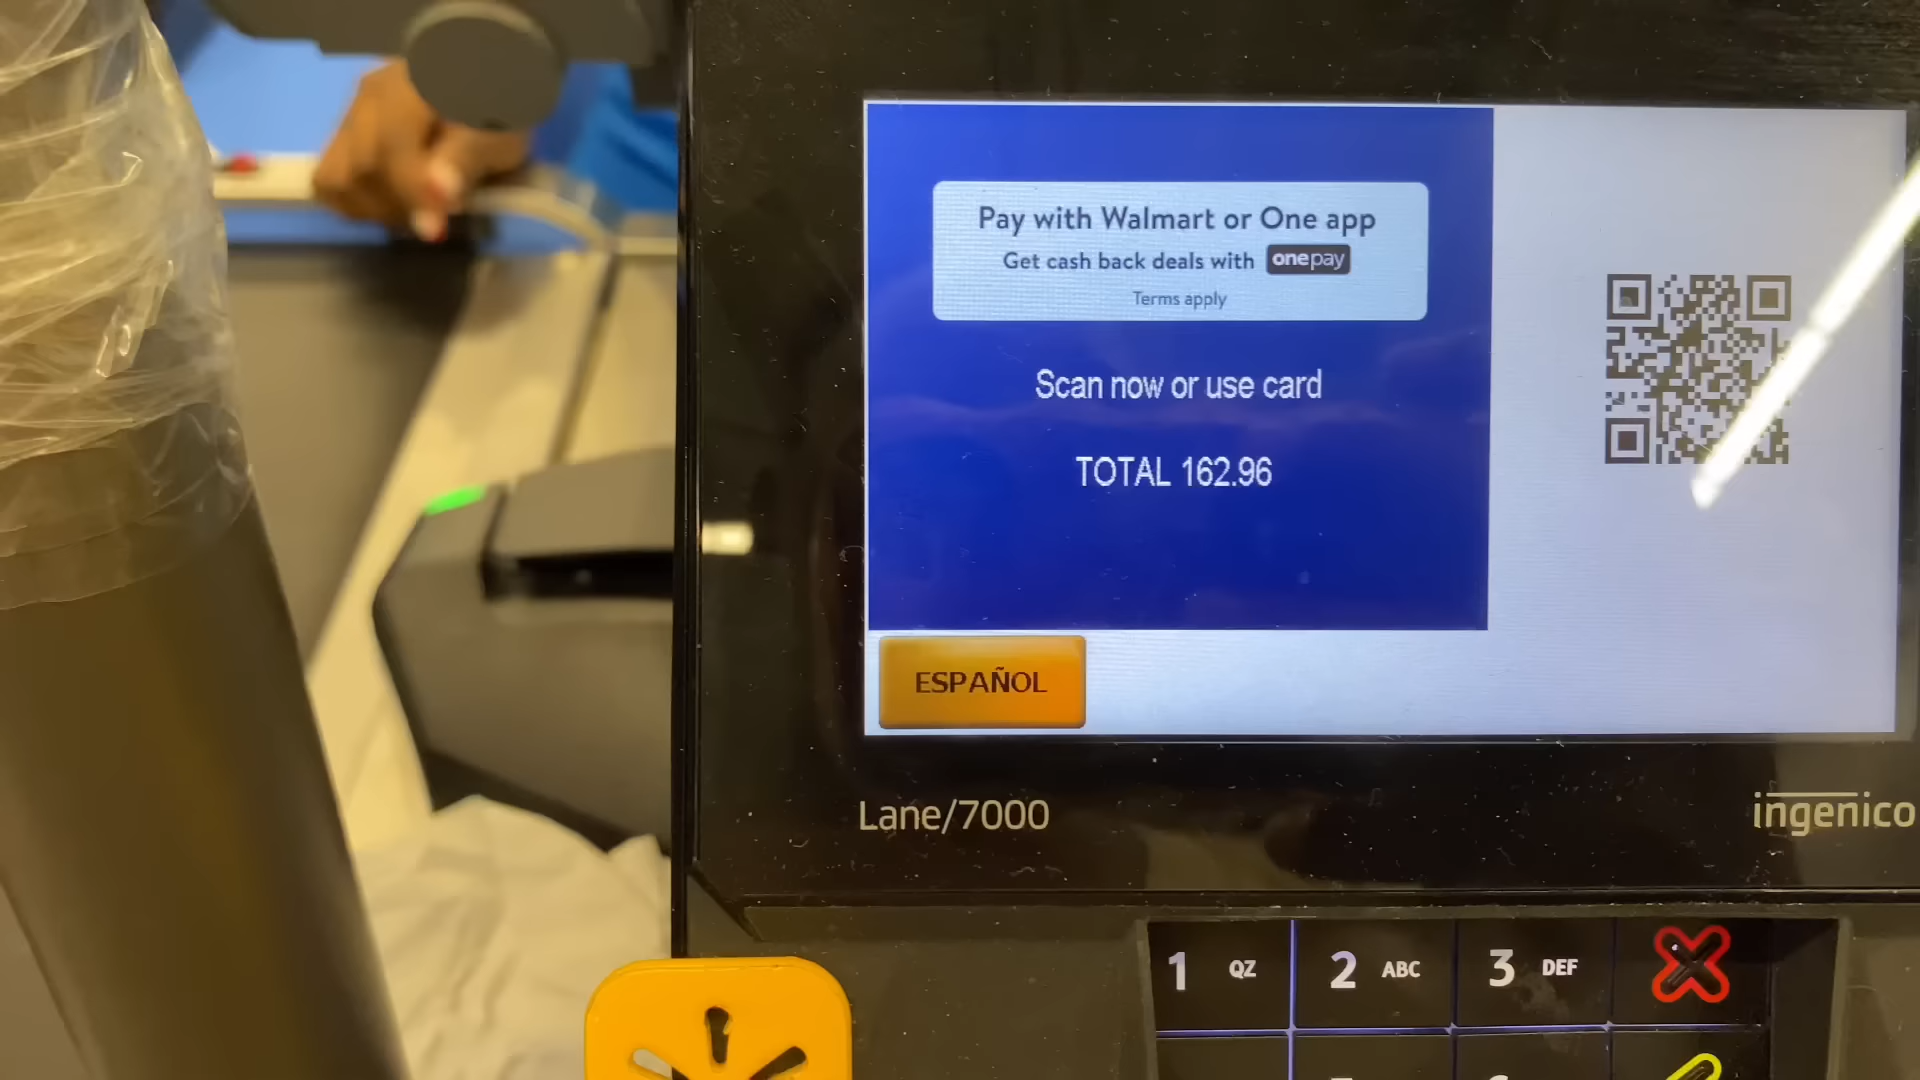 Pay with Walmart or One app
Get cash back deals with onepay
Terms apply
Scan now or use card
TOTAL 162.96
ESPAÑOL
Lane/7000
ingenico
1 QZ 2 ABC 3 DEF